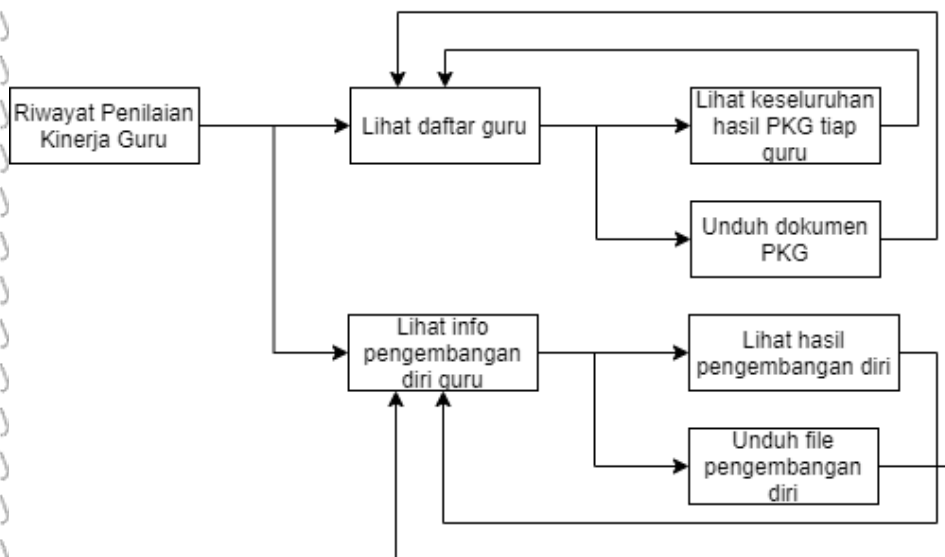 Riwayat Penilaian
Kinerja Guru
Lihat daftar guru
Lihat keseluruhan
hasil PKG tiap
guru
Unduh dokumen
PKG
Lihat info
pengembangan
diri guru
Lihat hasil
pengembangan diri
Unduh file
pengembangan
diri